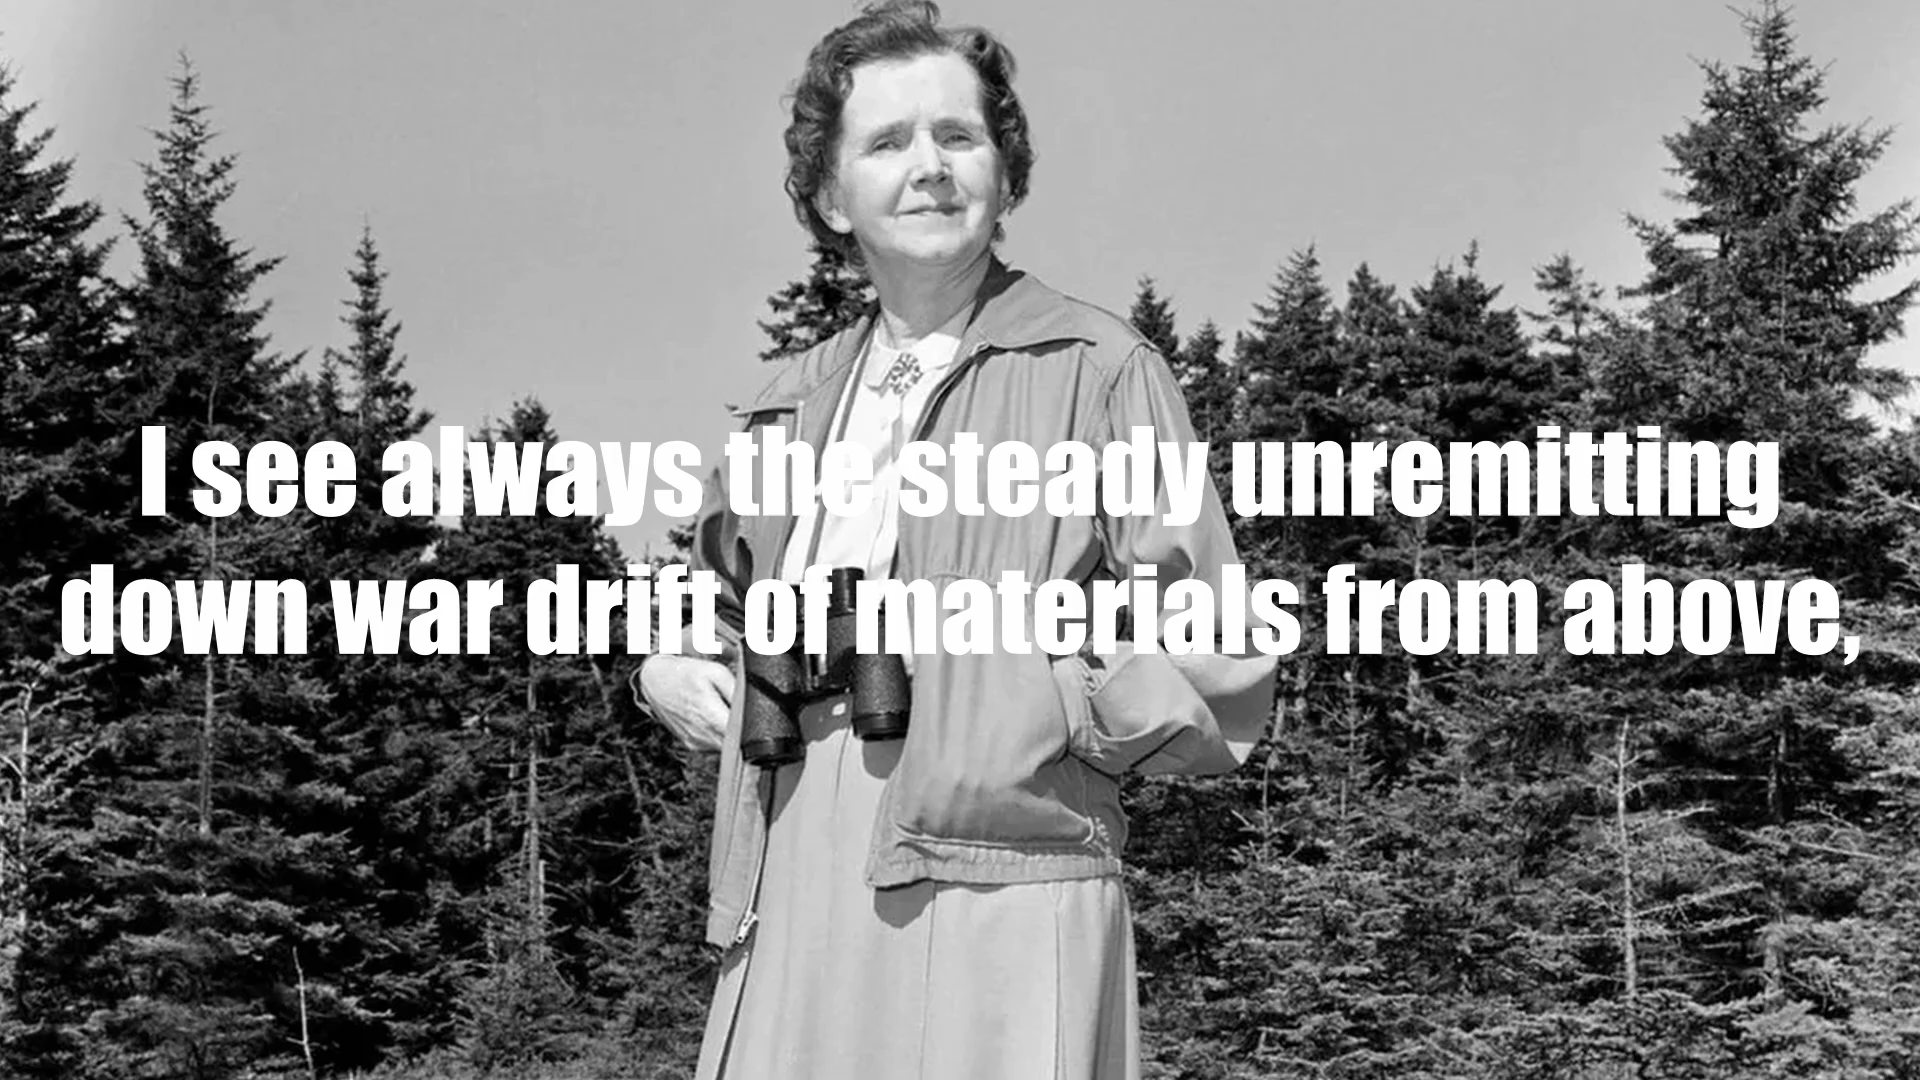 I see always the steady unremitting
down war drift of materials from above,